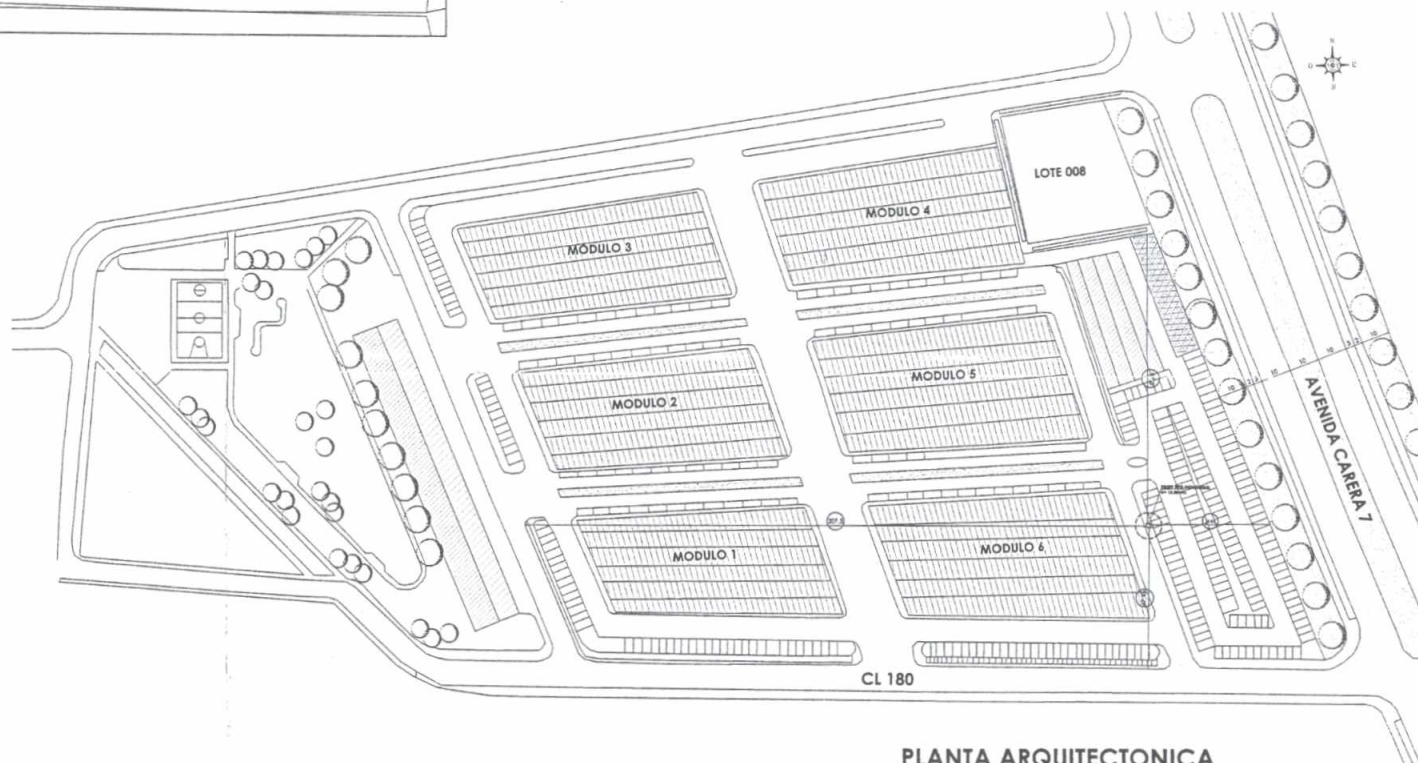 N
O
E
LOTE 008
MODULO 4
MODULO 3
MODULO 5
MODULO 2
AVENIDA CARERA 7
MODULO 1
MODULO 6
CL 180
PLANTA ARQUITECTONICA